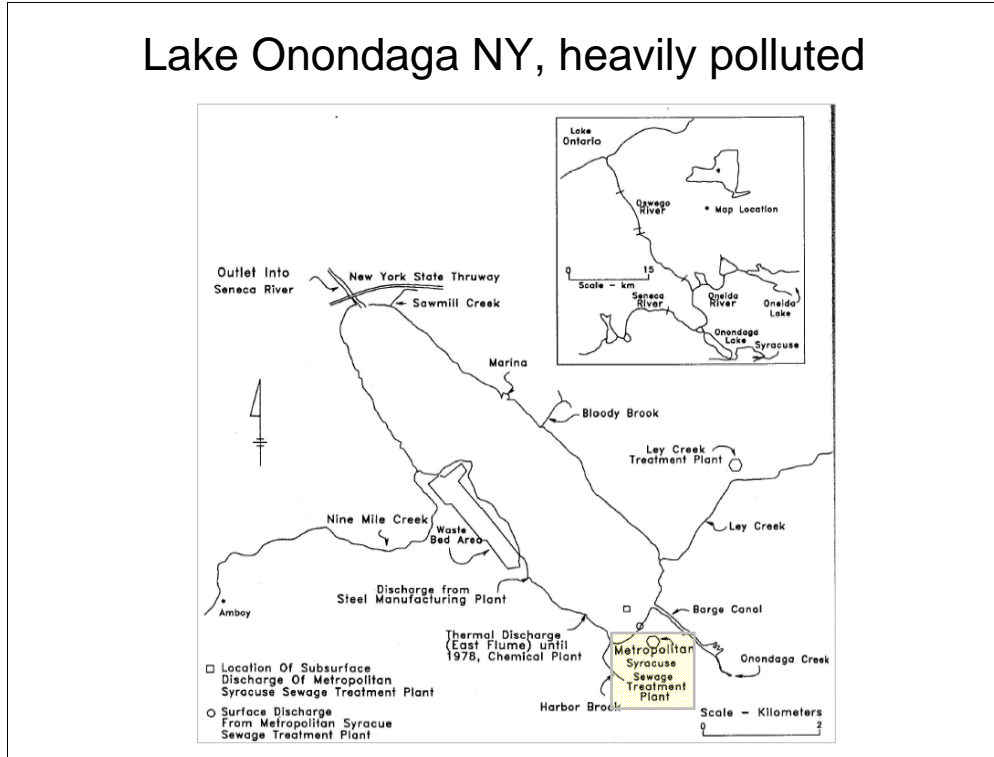 Lake Onondaga NY, heavily polluted
Lake
Ontario
Oswego
River
• Map Location
0 15
Scale - km
Seneca
River
Oneida
River
Oneida
Lake
Onondaga
Lake
Syracuse
Outlet Into
Seneca River
New York State Thruway
Sawmill Creek
Marina
Bloody Brook
Ley Creek
Treatment Plant
Ley Creek
Nine Mile Creek
Waste
Bed Area
Discharge from
Steel Manufacturing Plant
Amboy
Thermal Discharge
(East Flume) until
1978, Chemical Plant
Barge Canal
Metropolitan
Syracuse
Sewage
Treatment
Plant
Onondaga Creek
Harbor Brook
Location Of Subsurface
Discharge Of Metropolitan
Syracuse Sewage Treatment Plant
Surface Discharge
From Metropolitan Syracue
Sewage Treatment Plant
Scale - Kilometers
0 2